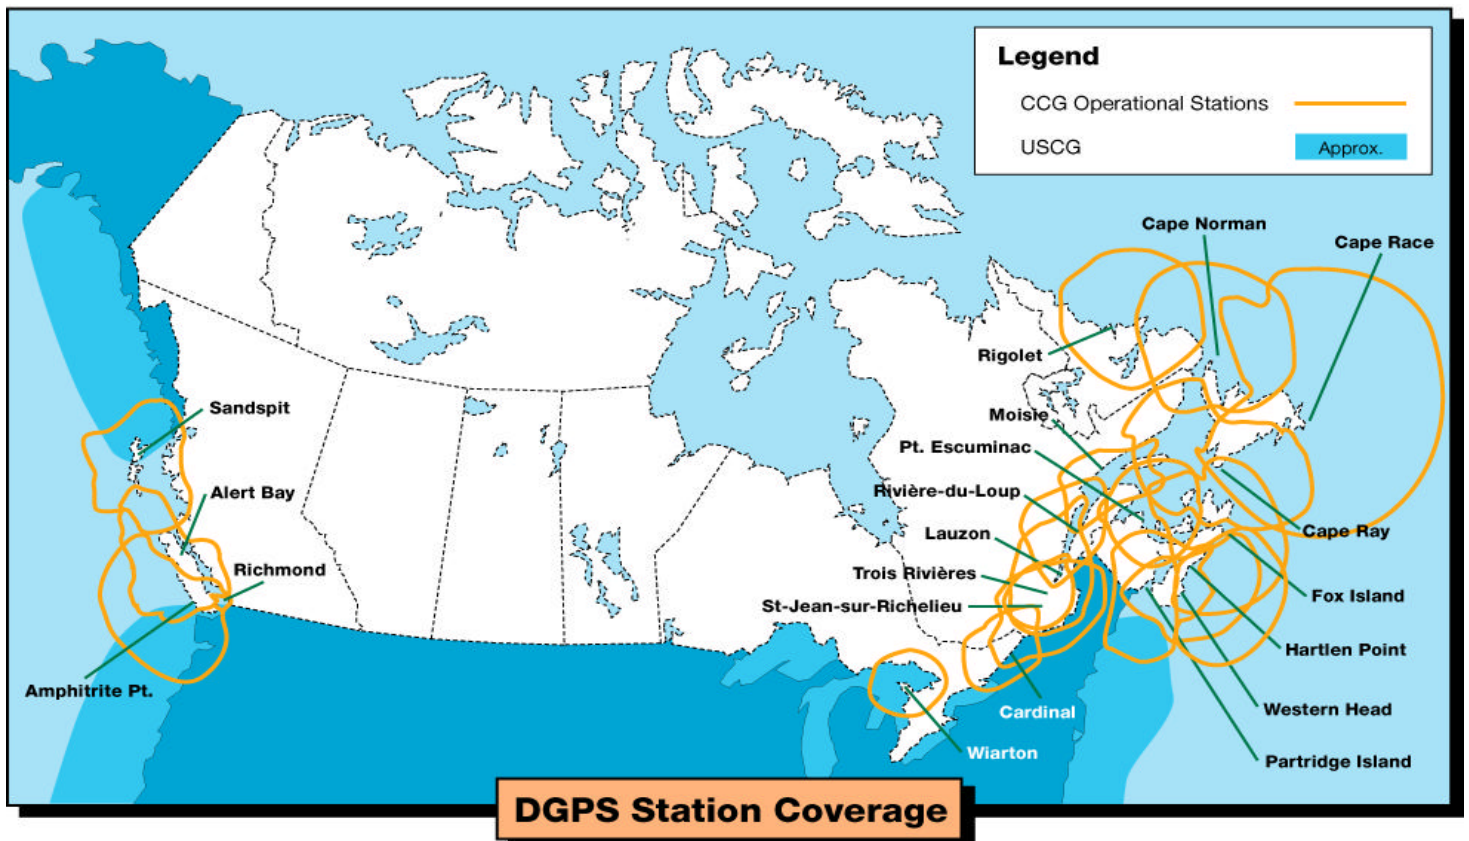 Legend
CCG Operational Stations
USCG
Approx.
Cape Norman
Cape Race
Rigolet
Moisie
Pt. Escuminac
Rivière-du-Loup
Lauzon
Trois Rivières
St-Jean-sur-Richelieu
Sandspit
Alert Bay
Richmond
Amphitrite Pt.
Cape Ray
Fox Island
Hartlen Point
Western Head
Partridge Island
Cardinal
Wiarton
DGPS Station Coverage